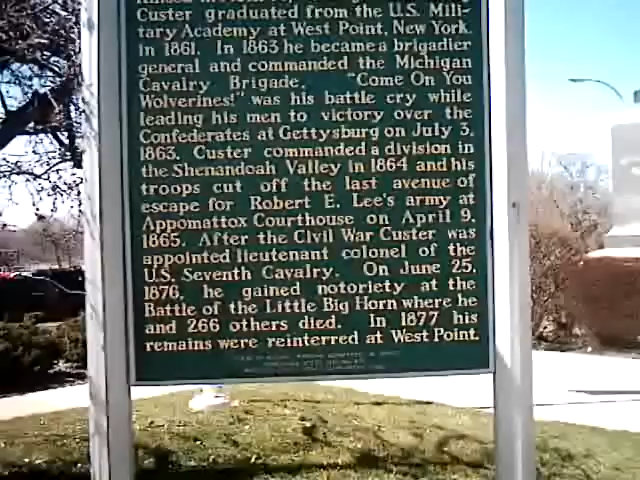 Custer graduated from the U.S. Mili-
tary Academy at West Point, New York
in 1861. In 1863 he became a brigadier
general and commanded the Michigan
Cavalry Brigade. "Come On You
Wolverines!" was his battle cry while
leading his men to victory over the
Confederates at Gettysburg on July 3,
1863. Custer commanded a division in
the Shenandoah Valley in 1864 and his
troops cut off the last avenue of
escape for Robert E. Lee's army at
Appomattox Courthouse on April 9,
1865. After the Civil War Custer was
appointed lieutenant colonel of the
U.S. Seventh Cavalry. On June 25,
1876, he gained notoriety at the
Battle of the Little Big Horn where he
and 266 others died. In 1877 his
remains were reinterred at West Point.